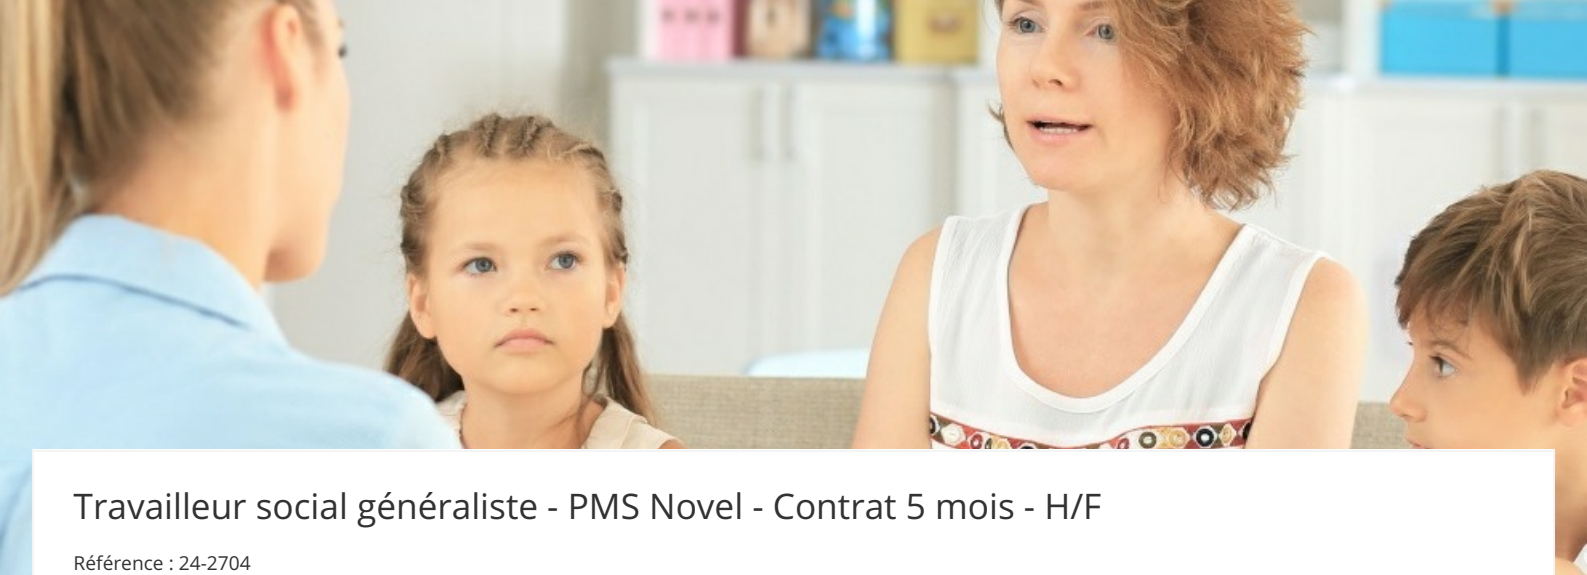 Travailleur social généraliste - PMS Novel - Contrat 5 mois - H/F
Référence : 24-2704